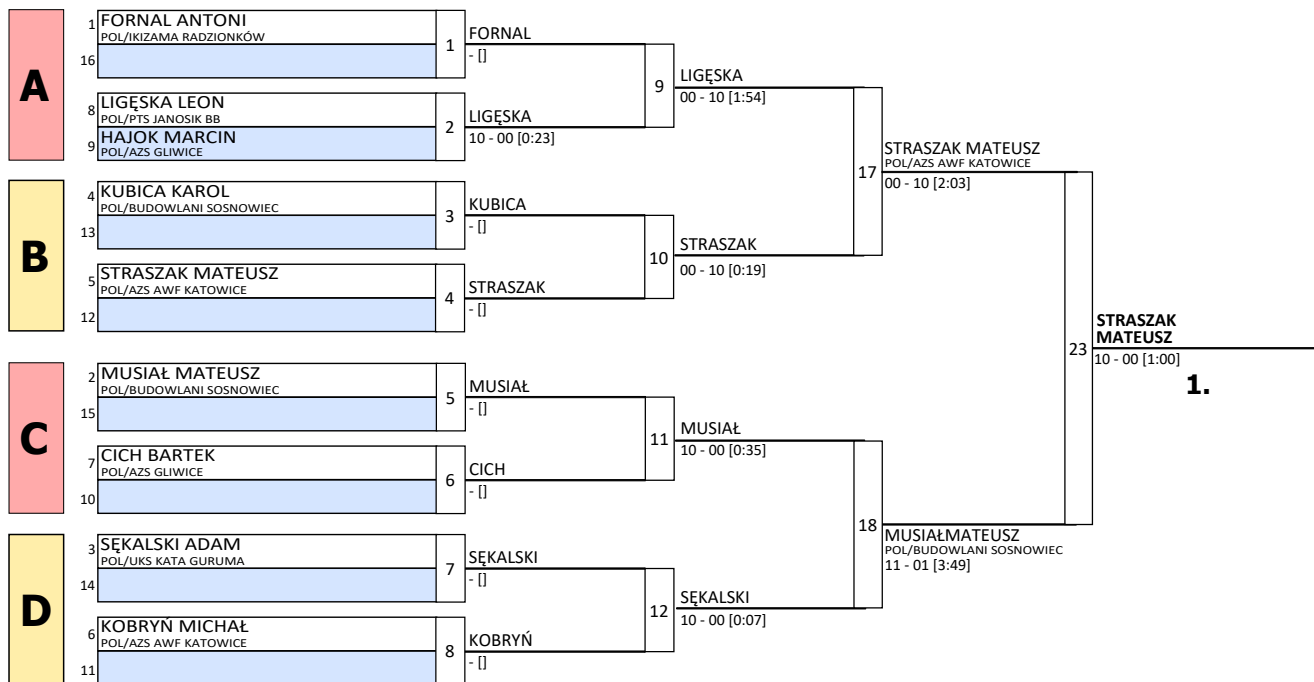 A
1 FORNAL ANTONI
POL/IKIZAMA RADZIONKÓW
16
1
FORNAL
- []
8 LIGĘSKA LEON
POL/PTS JANOSIK BB
9 HAJOK MARCIN
POL/AZS GLIWICE
2
LIGĘSKA
10 - 00 [0:23]
9
LIGĘSKA
00 - 10 [1:54]
B
4 KUBICA KAROL
POL/BUDOWLANI SOSNOWIEC
13
3
KUBICA
- []
5 STRASZAK MATEUSZ
POL/AZS AWF KATOWICE
12
4
STRASZAK
- []
10
STRASZAK
00 - 10 [0:19]
17
STRASZAK MATEUSZ
POL/AZS AWF KATOWICE
00 - 10 [2:03]
C
2 MUSIAŁ MATEUSZ
POL/BUDOWLANI SOSNOWIEC
15
5
MUSIAŁ
- []
7 CICH BARTEK
POL/AZS GLIWICE
10
6
CICH
- []
11
MUSIAŁ
10 - 00 [0:35]
D
3 SĘKALSKI ADAM
POL/UKS KATA GURUMA
14
7
SĘKALSKI
- []
6 KOBRYŃ MICHAŁ
POL/AZS AWF KATOWICE
11
8
KOBRYŃ
- []
12
SĘKALSKI
10 - 00 [0:07]
18
MUSIAŁMATEUSZ
POL/BUDOWLANI SOSNOWIEC
11 - 01 [3:49]
23
STRASZAK
MATEUSZ
10 - 00 [1:00]
1.